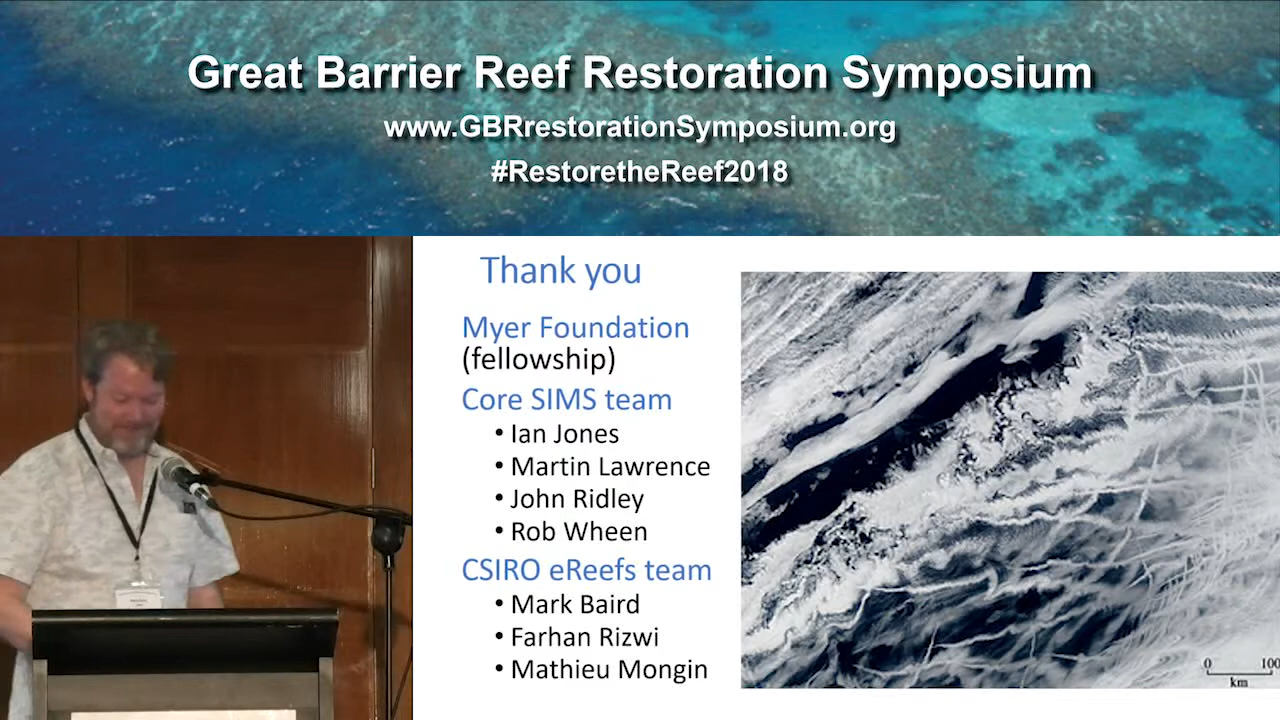 Great Barrier Reef Restoration Symposium
www.GBRrestorationSymposium.org
#RestoretheReef2018
Thank you
Myer Foundation
(fellowship)
Core SIMS team
• Ian Jones
• Martin Lawrence
• John Ridley
• Rob Wheen
CSIRO eReefs team
• Mark Baird
• Farhan Rizwi
• Mathieu Mongin
0 100
km